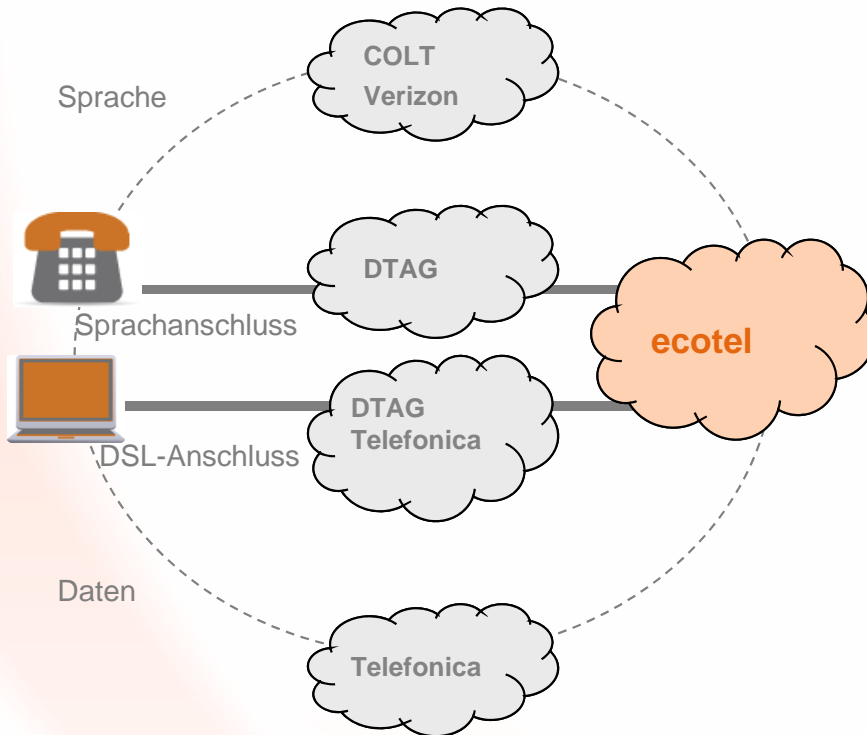 COLT
Verizon
Sprache
DTAG
Sprachanschluss
ecotel
DTAG
Telefonica
DSL-Anschluss
Daten
Telefonica